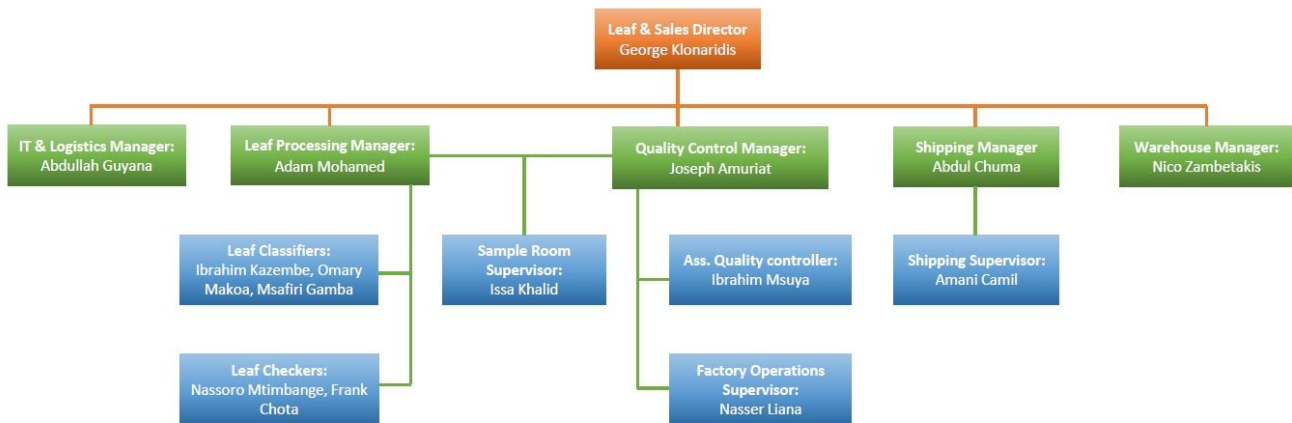 Leaf & Sales Director
George Klonaridis
IT & Logistics Manager:
Abdullah Guyana
Leaf Processing Manager:
Adam Mohamed
Quality Control Manager:
Joseph Amuriat
Shipping Manager
Abdul Chuma
Warehouse Manager:
Nico Zambetakis
Leaf Classifiers:
Ibrahim Kazembe, Omary
Makoa, Msafiri Gamba
Sample Room
Supervisor:
Issa Khalid
Ass. Quality controller:
Ibrahim Msuya
Shipping Supervisor:
Amani Camil
Leaf Checkers:
Nassoro Mtimbange, Frank
Chota
Factory Operations
Supervisor:
Nasser Liana